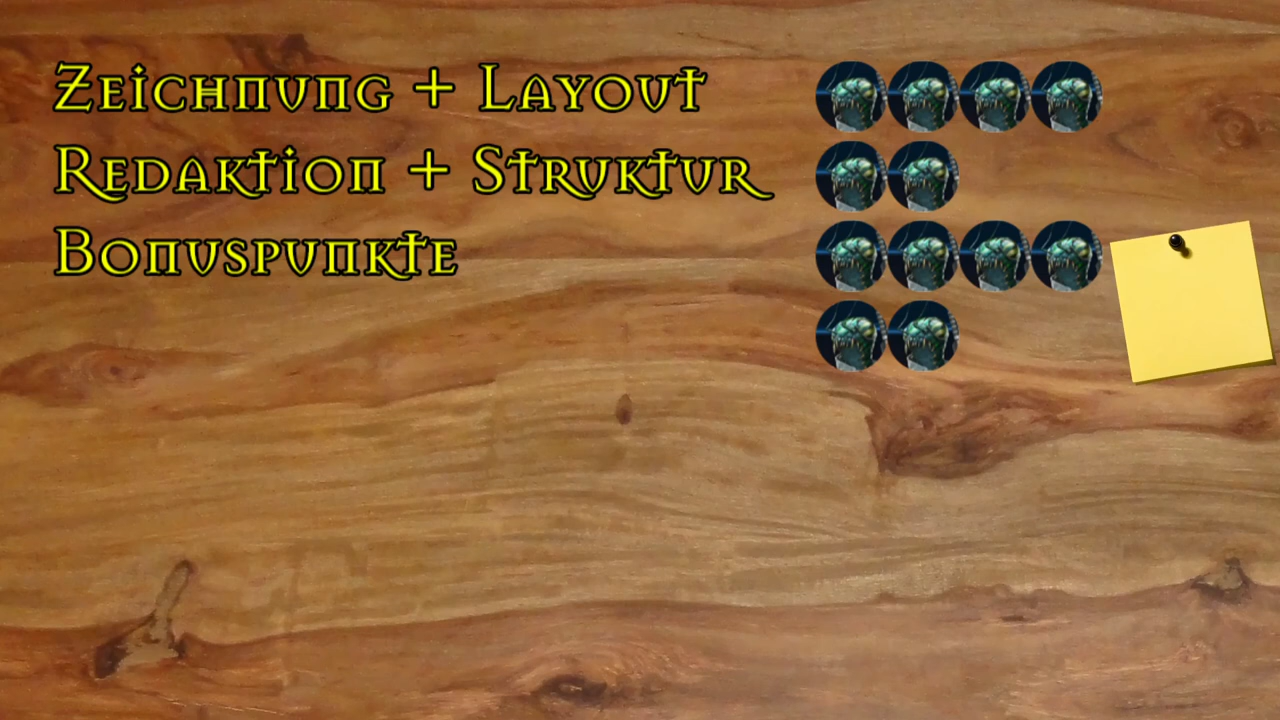 Zeichnung + Layout
Redaktion + Struktur
Bonuspunkte